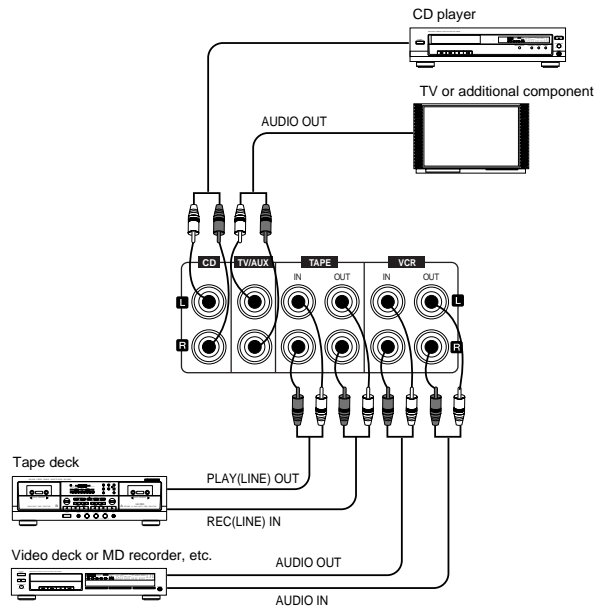 CD player
TV or additional component
AUDIO OUT
CD TV/AUX TAPE VCR
IN OUT IN OUT
L L
R R
Tape deck
PLAY(LINE) OUT
REC(LINE) IN
Video deck or MD recorder, etc.
AUDIO OUT
AUDIO IN